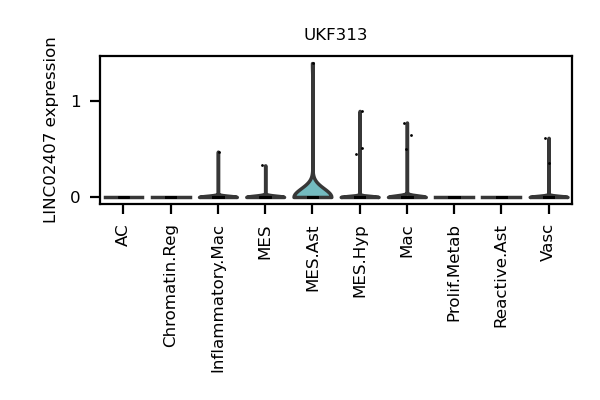 UKF313
LINC02407 expression
1
0
AC
Chromatin.Reg
Inflammatory.Mac
MES
MES.Ast
MES.Hyp
Mac
Prolif.Metab
Reactive.Ast
Vasc